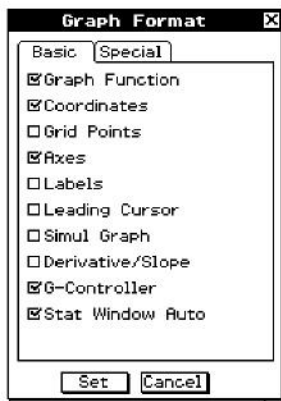 Graph Format
Basic Special
Graph Function
Coordinates
Grid Points
Axes
Labels
Leading Cursor
Simul Graph
Derivative/Slope
G-Controller
Stat Window Auto
Set Cancel